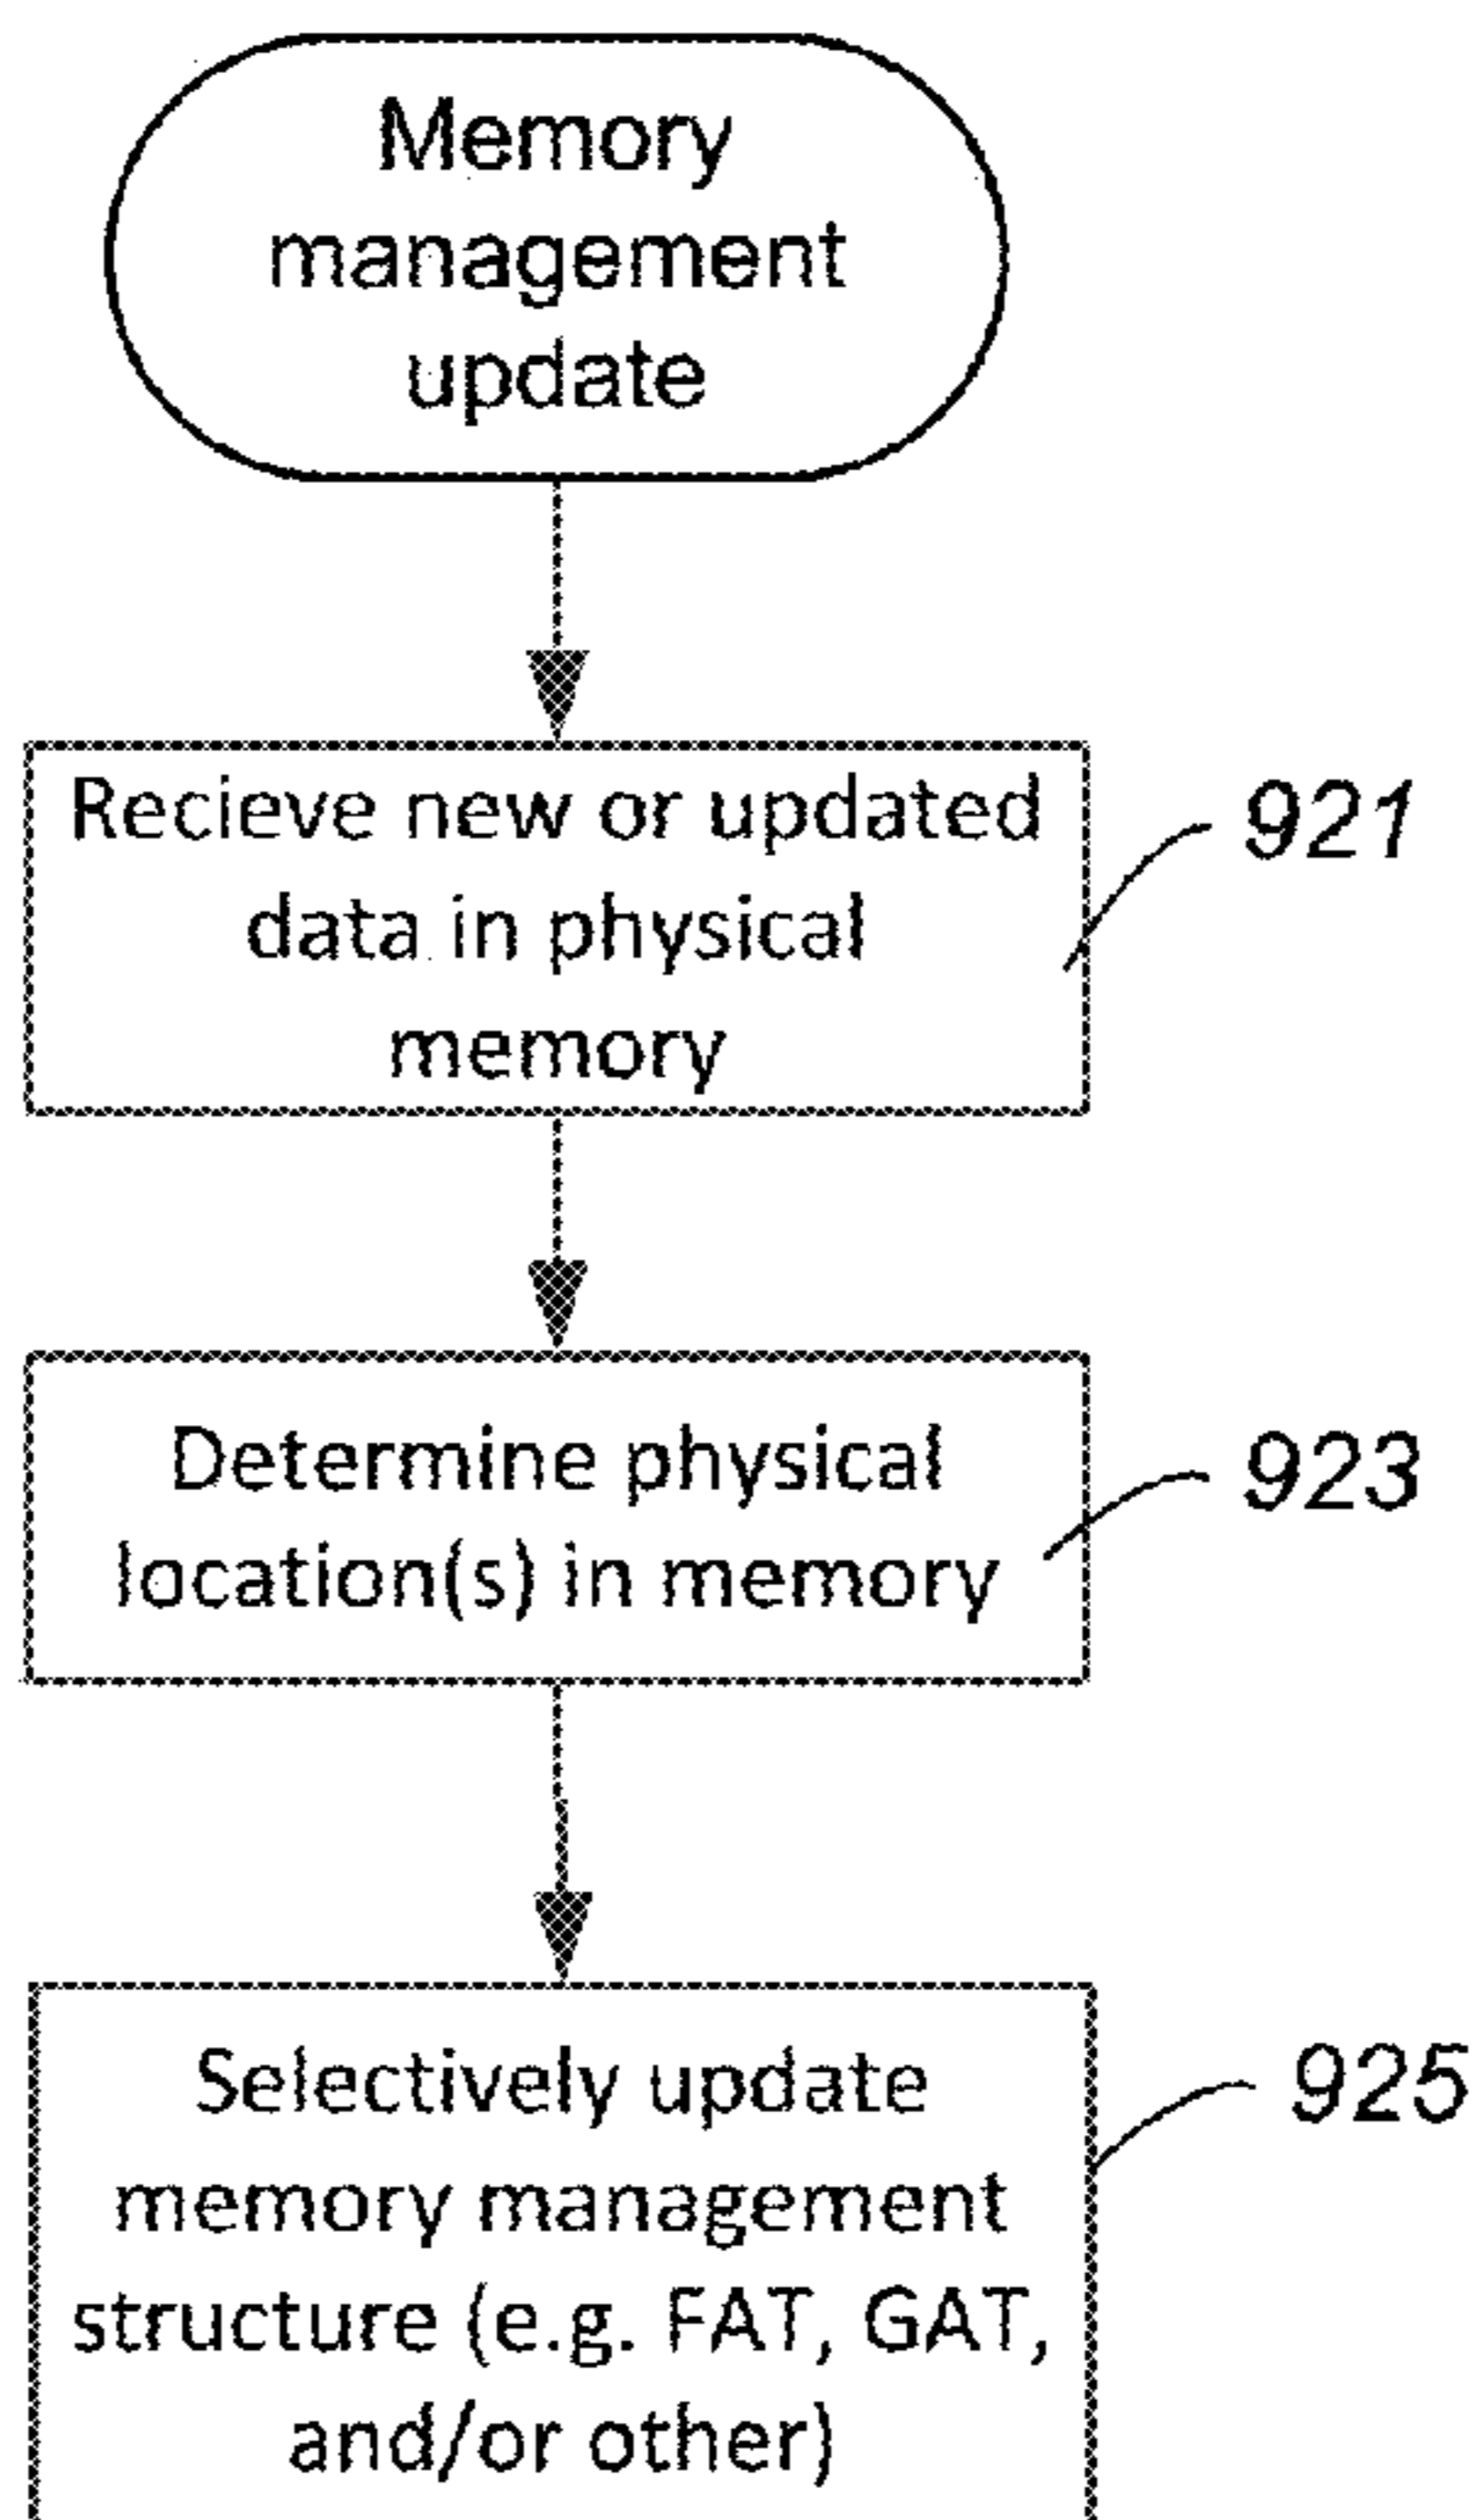 Memory
management
update
Recieve new or updated
data in physical
memory
921
Determine physical
location(s) in memory
923
Selectively update
memory management
structure (e.g. FAT, GAT,
and/or other)
925